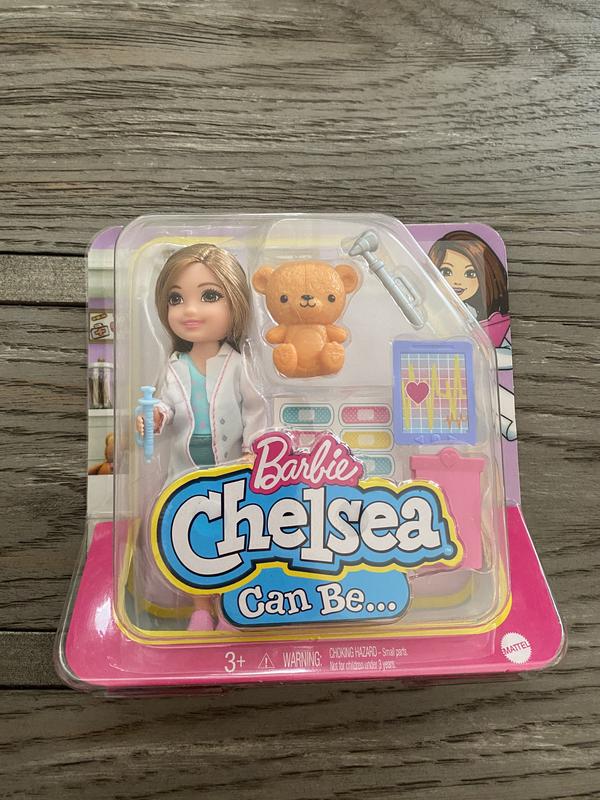 Barbie
Chelsea
Can Be...
3+ WARNING: CHOKING HAZARD - Small parts.
Not for children under 3 years.
MATTEL